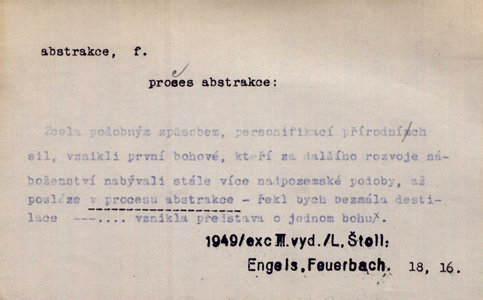 abstrakce, f.
proces abstrakce:
Zcela podobným způsobem, personifikací přírodních
sil, vznikli první bohové, kteří za dalšího rozvoje ná-
boženství nabývali stále více nadpozemské podoby, až
posléze v procesu abstrakce - řekl bych bezmála desti-
lace ---.... vznikla představa o jednom bohu.
1949/exc III. vyd./L. Štoll.
Engels, Feuerbach. 18, 16.